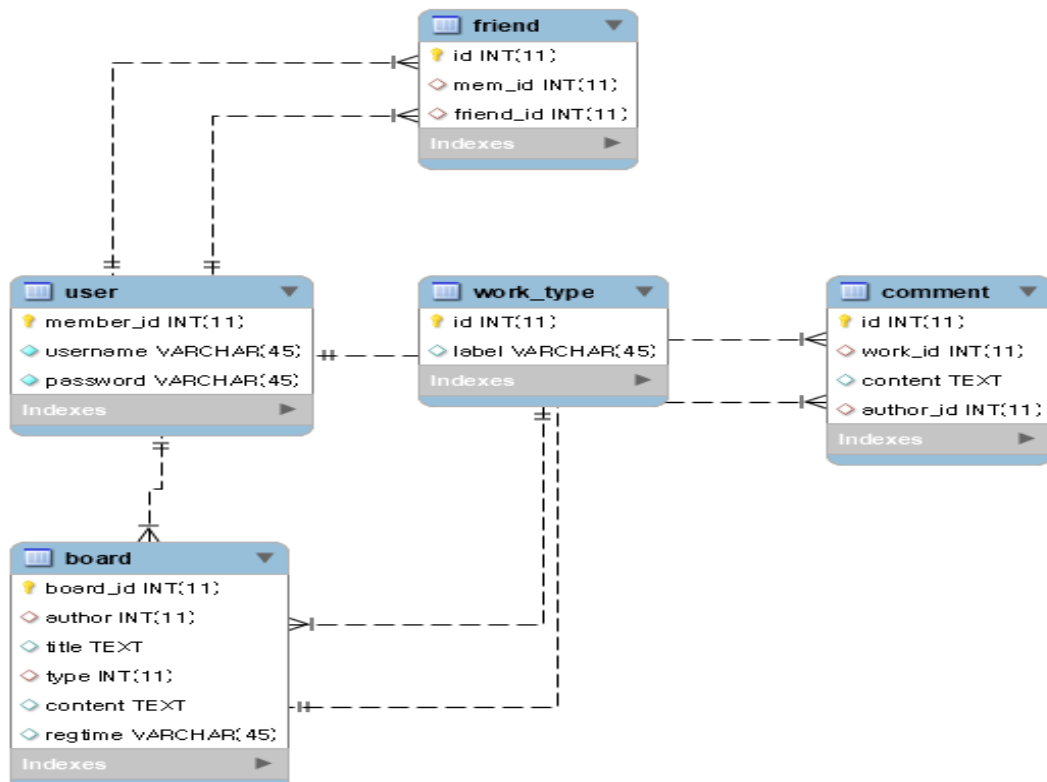 friend
id INT(11)
mem_id INT(11)
friend_id INT(11)
Indexes
user
member_id INT(11)
username VARCHAR(45)
password VARCHAR(45)
Indexes
work_type
id INT(11)
label VARCHAR(45)
Indexes
comment
id INT(11)
work_id INT(11)
content TEXT
author_id INT(11)
Indexes
board
board_id INT(11)
author INT(11)
title TEXT
type INT(11)
content TEXT
regtime VARCHAR(45)
Indexes